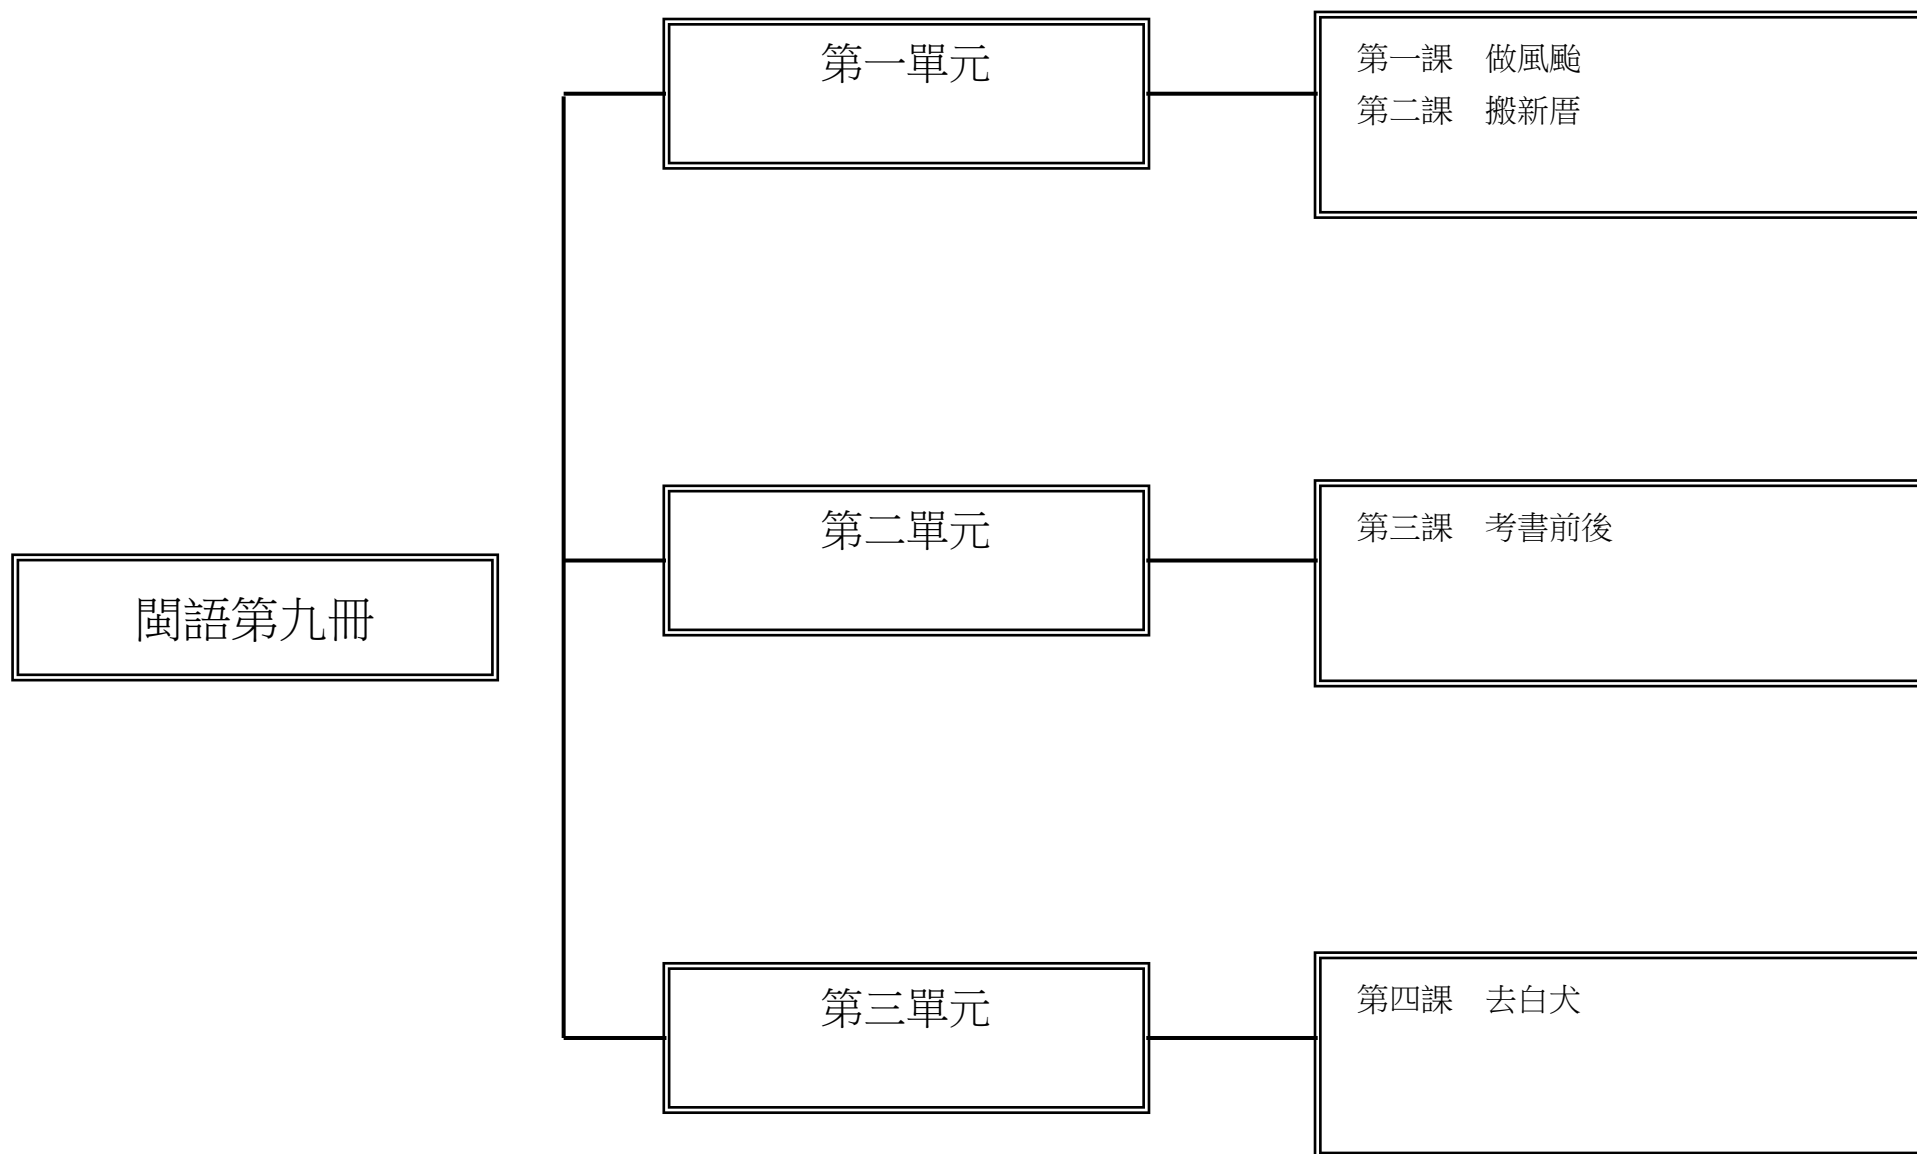 閩語第九冊
第一單元
第一課　做風颱
第二課　搬新厝
第二單元
第三課　考書前後
第三單元
第四課　去白犬